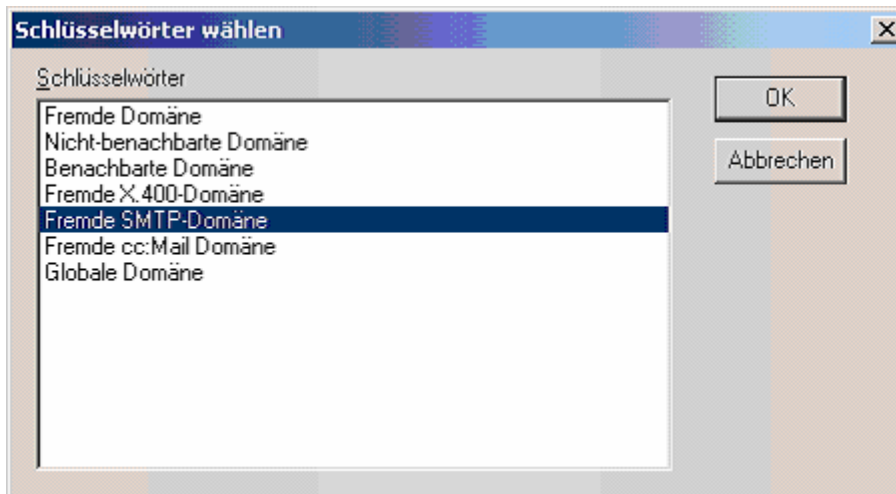 Schlüsselwörter wählen
Schlüsselwörter
Fremde Domäne
Nicht-benachbarte Domäne
Benachbarte Domäne
Fremde X.400-Domäne
Fremde SMTP-Domäne
Fremde cc:Mail Domäne
Globale Domäne
OK
Abbrechen